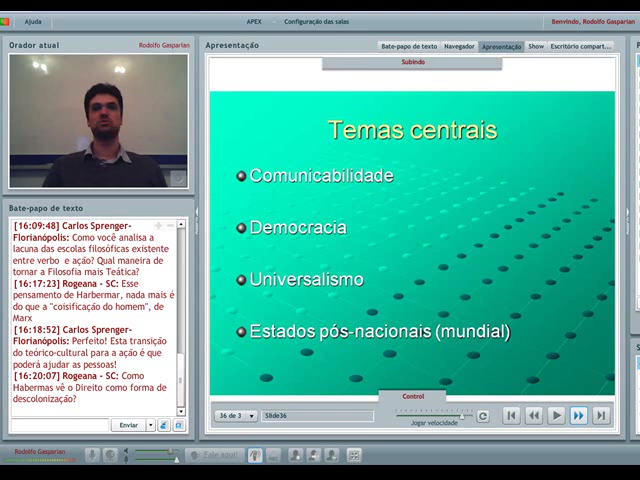 Ajuda
APEX - Configuração das salas
Benvindo, Rodolfo Gasparian
Orador atual
Rodolfo Gasparian
Apresentação
Bate-papo de texto
Navegador
Apresentação
Show
Escritório compart...
Subindo
Temas centrais
Comunicabilidade
Democracia
Universalismo
Estados pós-nacionais (mundial)
Bate-papo de texto
[16:09:48] Carlos Sprenger-
Florianópolis: Como você analisa a
lacuna das escolas filosóficas existente
entre verbo e ação? Qual maneira de
tornar a Filosofia mais Teática?
[16:17:23] Rogeana - SC: Esse
pensamento de Harbermar, nada mais é
do que a "coisificação do homem", de
Marx
[16:18:52] Carlos Sprenger-
Florianópolis: Perfeito! Esta transição
do teórico-cultural para a ação é que
poderá ajudar as pessoas!
[16:20:07] Rogeana - SC: Como
Habermas vê o Direito como forma de
descolonização?
Enviar
Control
36 de 3
Slide36
Jogar velocidade
Rodolfo Gasparian
Fale aqui!